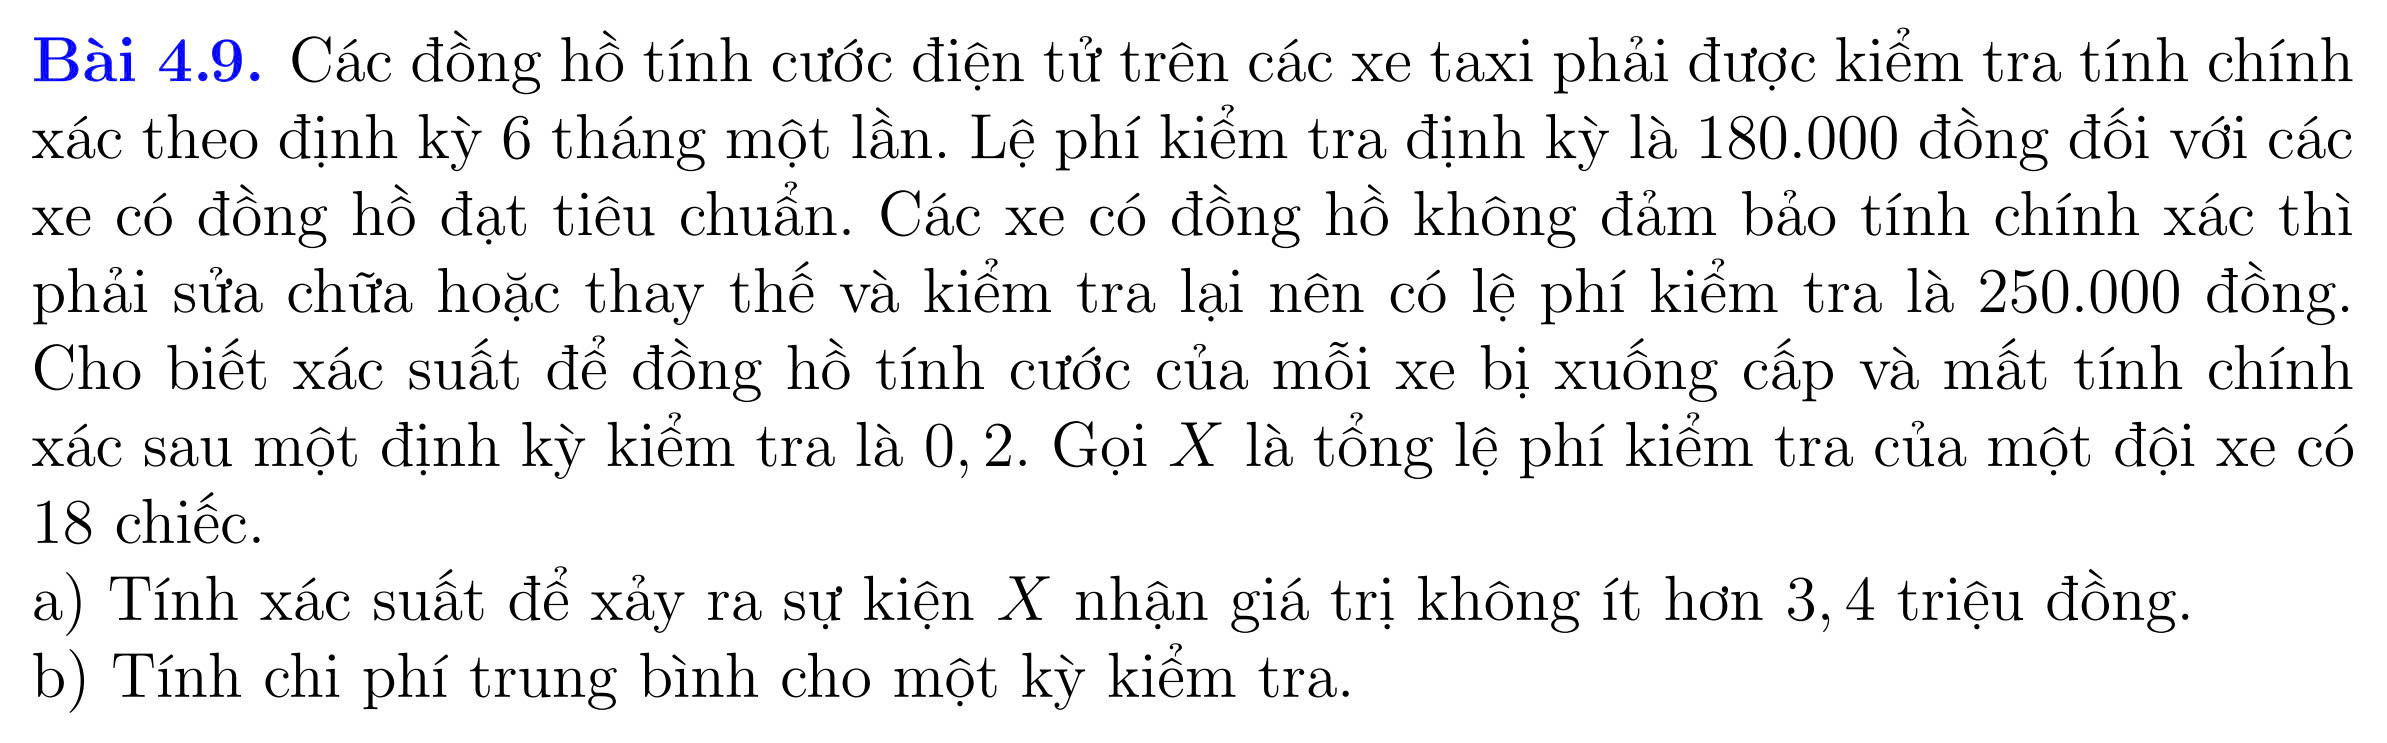 Bài 4.9. Các đồng hồ tính cước điện tử trên các xe taxi phải được kiểm tra tính chính
xác theo định kỳ 6 tháng một lần. Lệ phí kiểm tra định kỳ là 180.000 đồng đối với các
xe có đồng hồ đạt tiêu chuẩn. Các xe có đồng hồ không đảm bảo tính chính xác thì
phải sửa chữa hoặc thay thế và kiểm tra lại nên có lệ phí kiểm tra là 250.000 đồng.
Cho biết xác suất để đồng hồ tính cước của mỗi xe bị xuống cấp và mất tính chính
xác sau một định kỳ kiểm tra là 0, 2. Gọi X là tổng lệ phí kiểm tra của một đội xe có
18 chiếc.
a) Tính xác suất để xảy ra sự kiện X nhận giá trị không ít hơn 3, 4 triệu đồng.
b) Tính chi phí trung bình cho một kỳ kiểm tra.